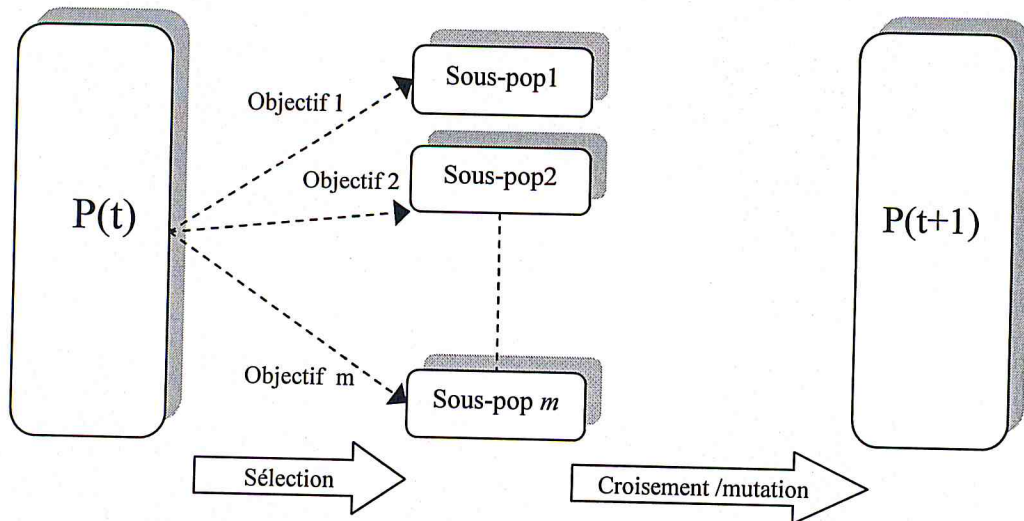 P(t)
Objectif 1
Objectif 2
Objectif m
Sous-pop1
Sous-pop2
Sous-pop m
P(t+1)
Sélection
Croisement /mutation